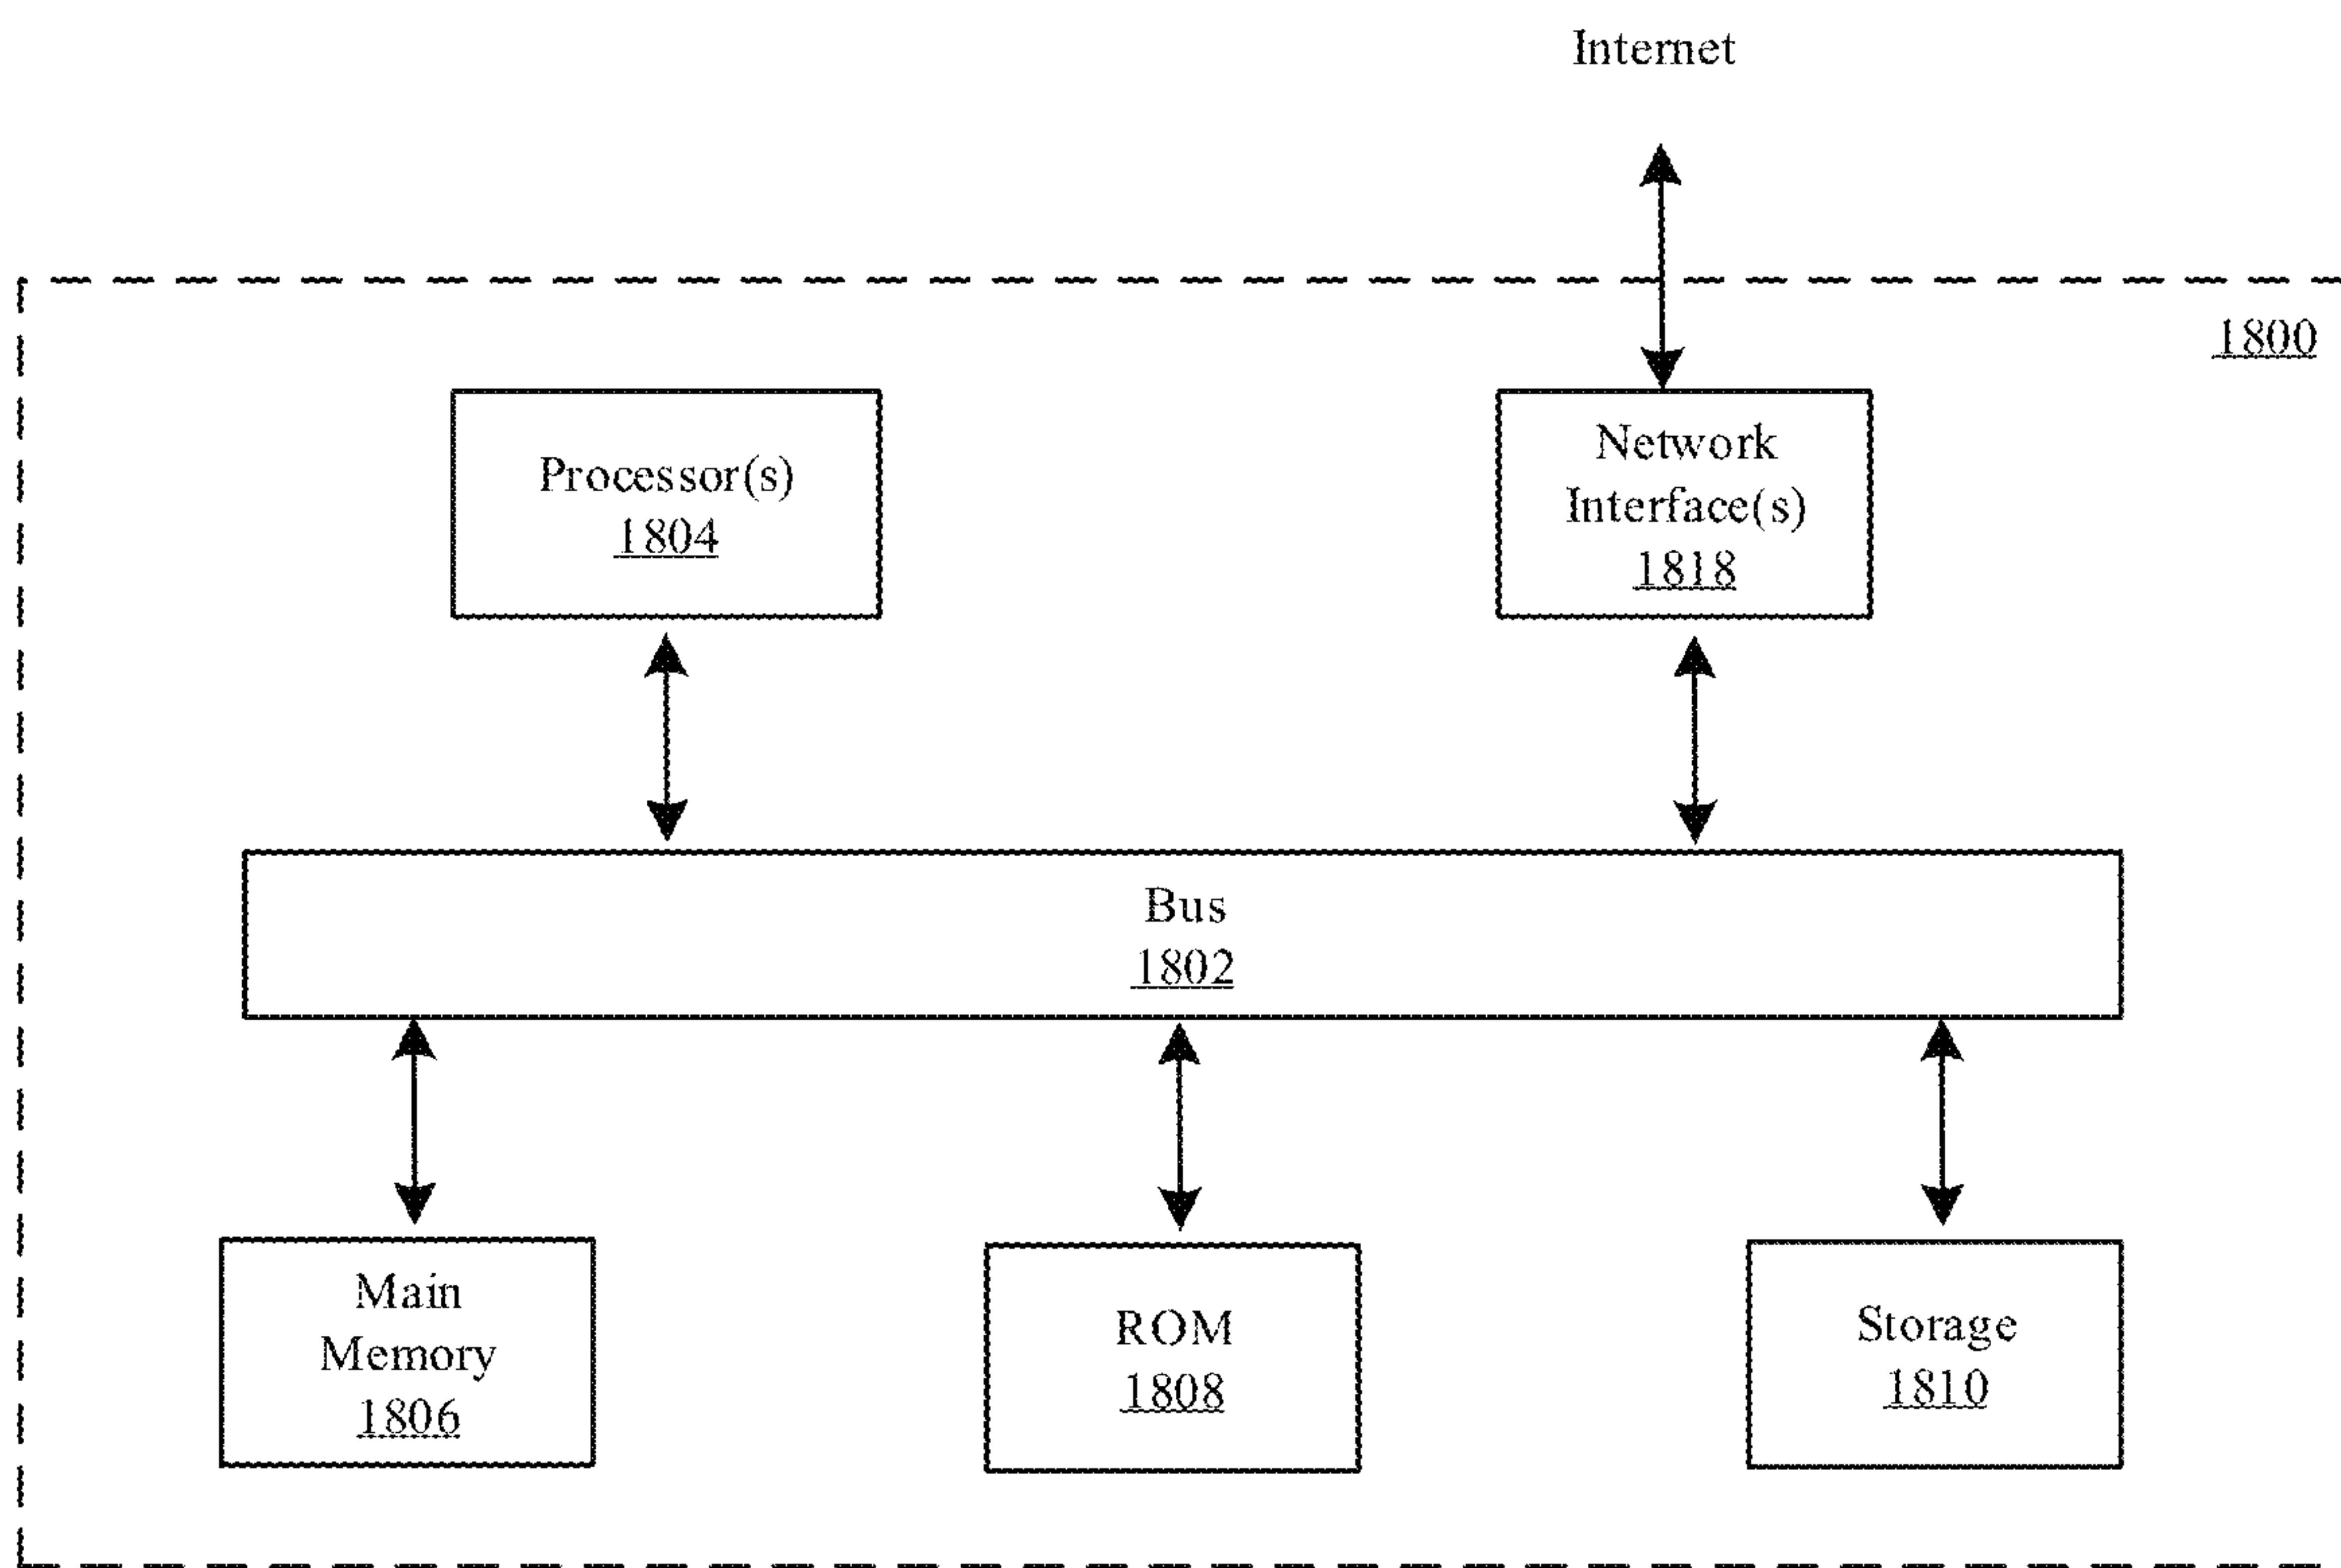 Internet
1800
Processor(s)
1804
Network
Interface(s)
1818
Bus
1802
Main
Memory
1806
ROM
1808
Storage
1810